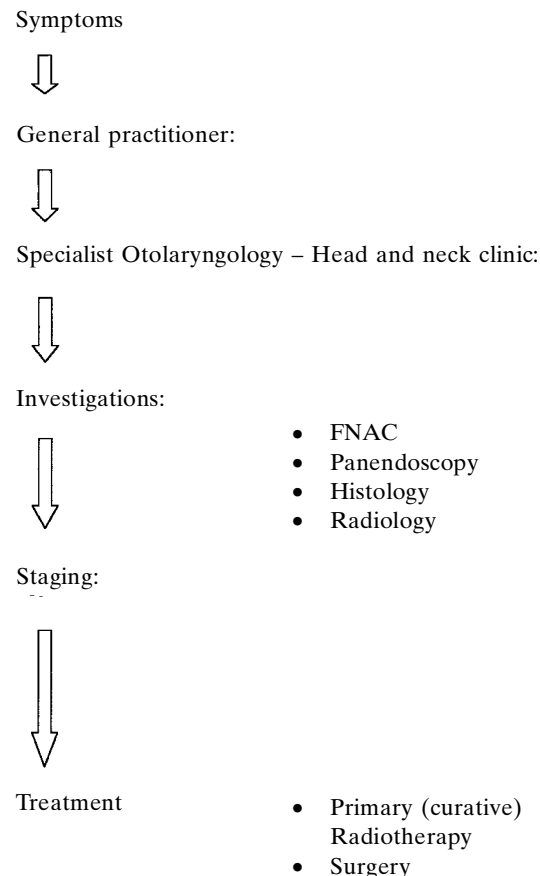 Symptoms
General practitioner:
Specialist Otolaryngology – Head and neck clinic:
Investigations:
• FNAC
• Panendoscopy
• Histology
• Radiology
Staging:
Treatment
• Primary (curative)
Radiotherapy
• Surgery